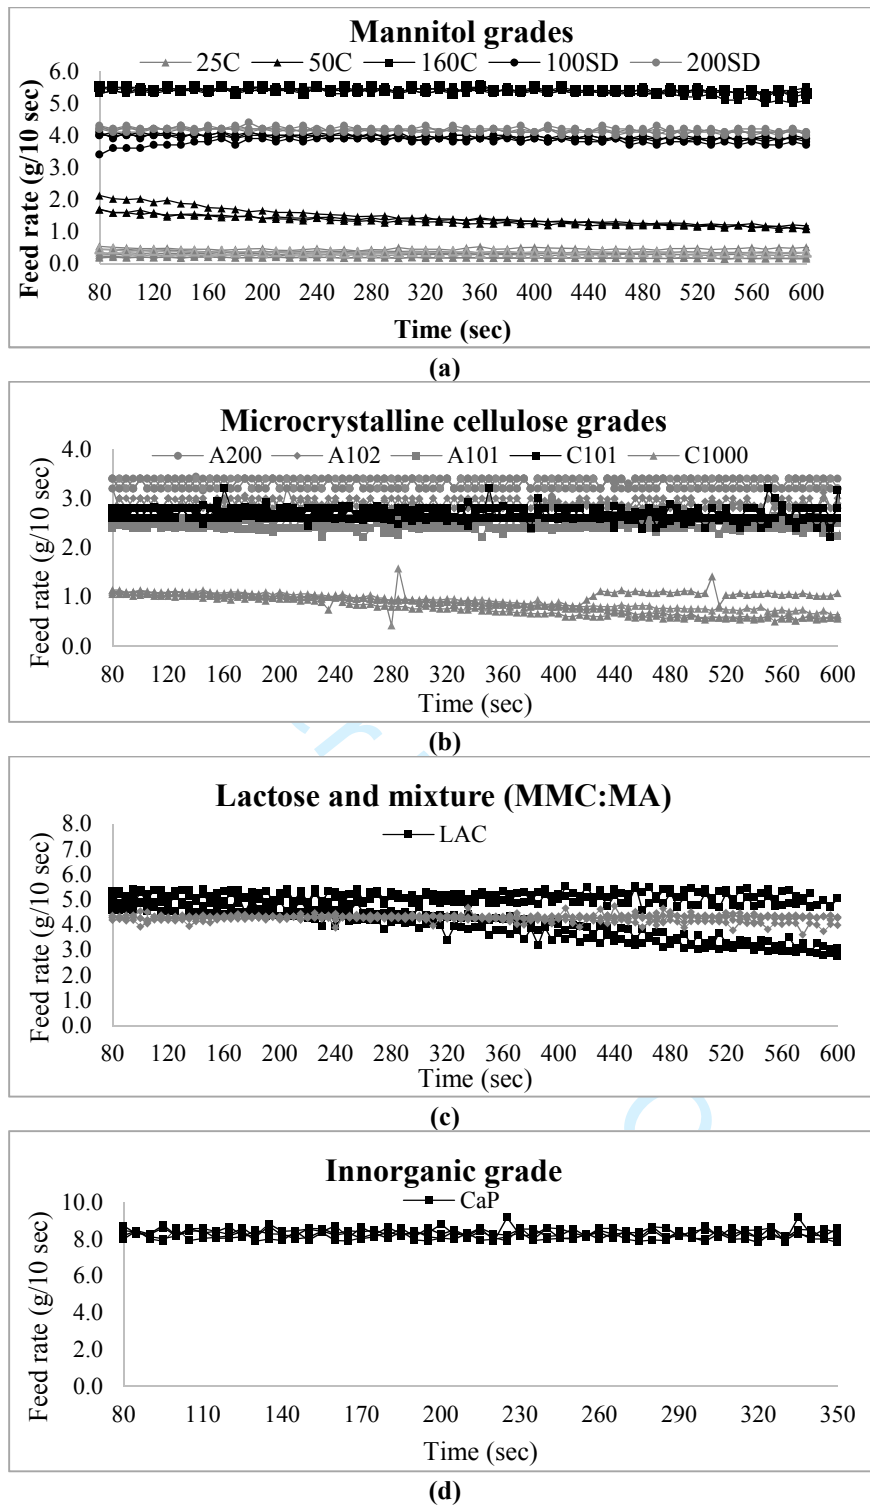 Mannitol grades
25C 50C 160C 100SD 200SD
Feed rate (g/10 sec)
6.0
5.0
4.0
3.0
2.0
1.0
0.0
80 120 160 200 240 280 320 360 400 440 480 520 560 600
Time (sec)
(a)
Microcrystalline cellulose grades
A200 A102 A101 C101 C1000
Feed rate (g/10 sec)
4.0
3.0
2.0
1.0
0.0
80 120 160 200 240 280 320 360 400 440 480 520 560 600
Time (sec)
(b)
Lactose and mixture (MMC:MA)
LAC
Feed rate (g/10 sec)
8.0
7.0
6.0
5.0
4.0
3.0
2.0
1.0
0.0
80 120 160 200 240 280 320 360 400 440 480 520 560 600
Time (sec)
(c)
Innorganic grade
CaP
Feed rate (g/10 sec)
10.0
8.0
6.0
4.0
2.0
0.0
80 110 140 170 200 230 260 290 320 350
Time (sec)
(d)